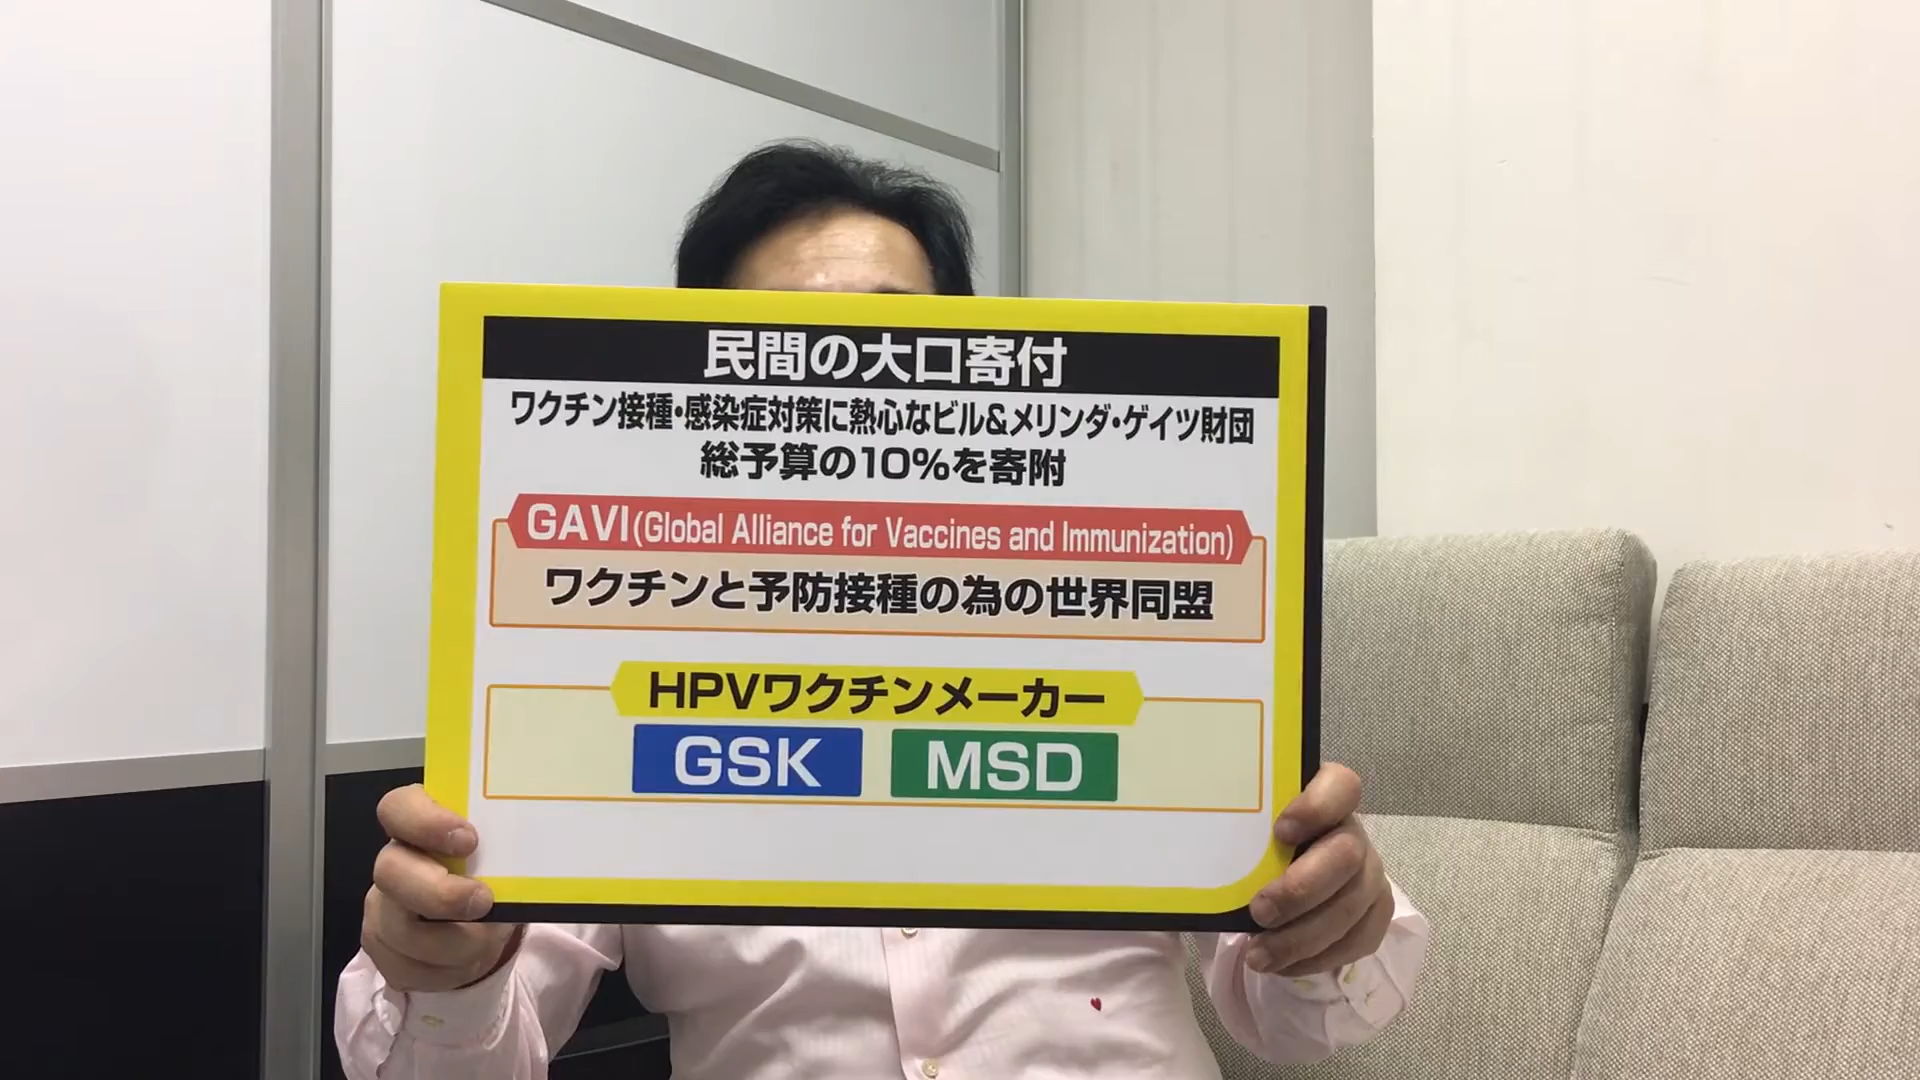 民間の大口寄付
ワクチン接種・感染症対策に熱心なビル&メリンダ・ゲイツ財団
総予算の10%を寄附
GAVI(Global Alliance for Vaccines and Immunization)
ワクチンと予防接種の為の世界同盟
HPVワクチンメーカー
GSK
MSD